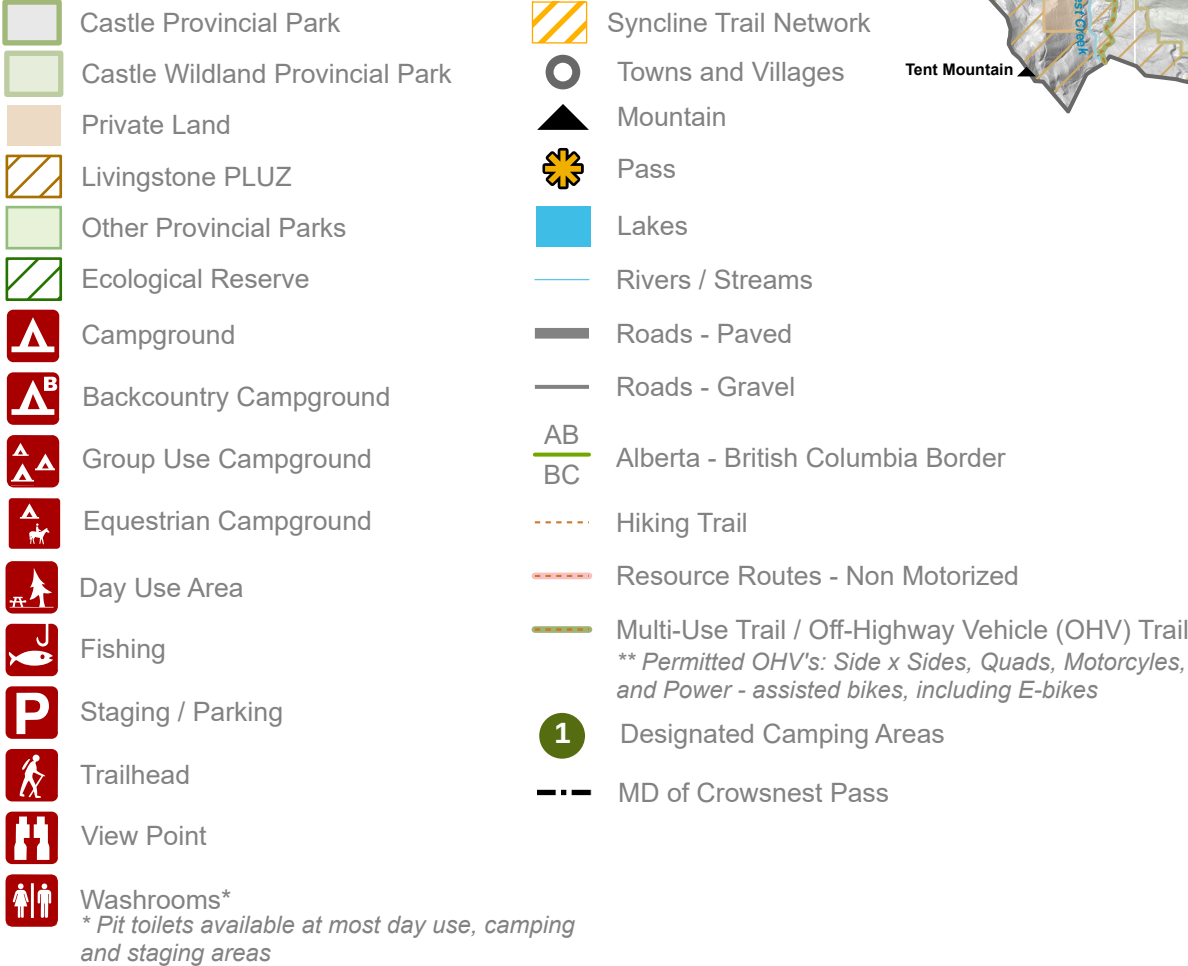 Castle Provincial Park
Castle Wildland Provincial Park
Private Land
Livingstone PLUZ
Other Provincial Parks
Ecological Reserve
Campground
B
Backcountry Campground
Group Use Campground
Equestrian Campground
Day Use Area
Fishing
P
Staging / Parking
Trailhead
View Point
Washrooms*
* Pit toilets available at most day use, camping
and staging areas
Syncline Trail Network
Towns and Villages
Mountain
Pass
Lakes
Rivers / Streams
Roads - Paved
Roads - Gravel
AB
BC
Alberta - British Columbia Border
Hiking Trail
Resource Routes - Non Motorized
Multi-Use Trail / Off-Highway Vehicle (OHV) Trail
** Permitted OHV's: Side x Sides, Quads, Motorcyles,
and Power - assisted bikes, including E-bikes
1
Designated Camping Areas
MD of Crowsnest Pass
Tent Mountain
Creek